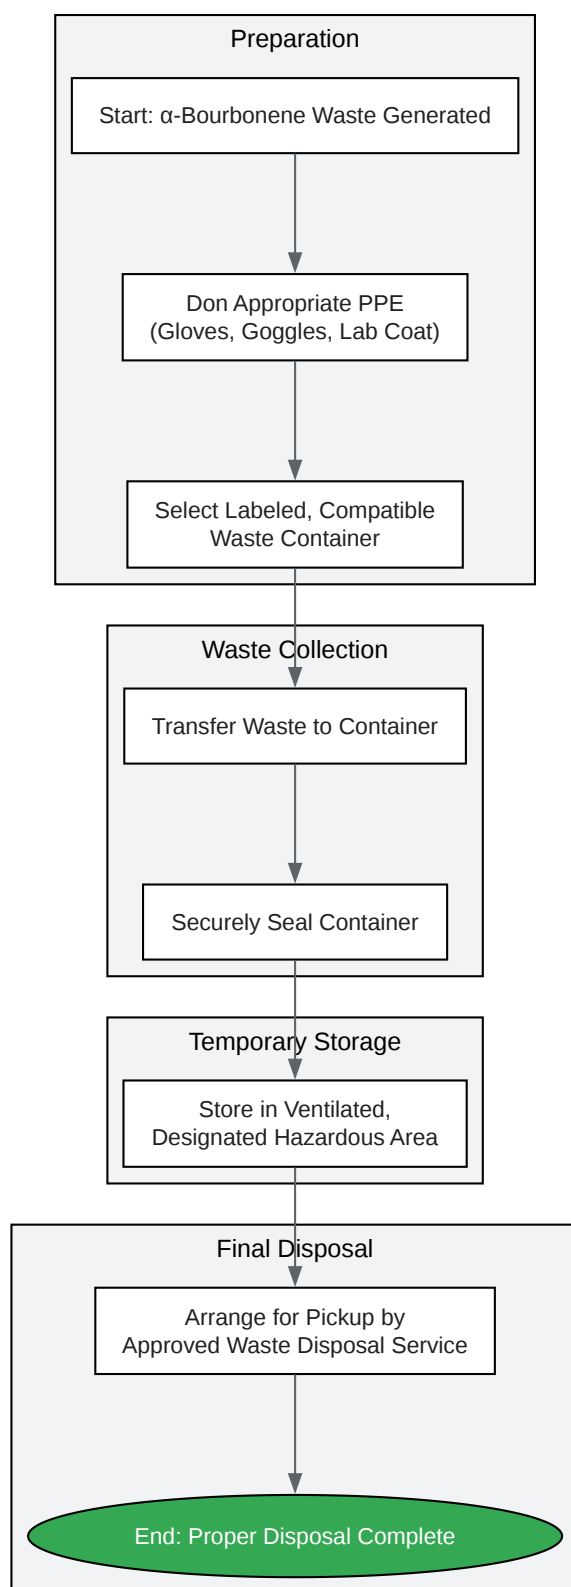 Preparation
Start: α-Bourbonene Waste Generated
Don Appropriate PPE
(Gloves, Goggles, Lab Coat)
Select Labeled, Compatible
Waste Container
Waste Collection
Transfer Waste to Container
Securely Seal Container
Temporary Storage
Store in Ventilated,
Designated Hazardous Area
Final Disposal
Arrange for Pickup by
Approved Waste Disposal Service
End: Proper Disposal Complete